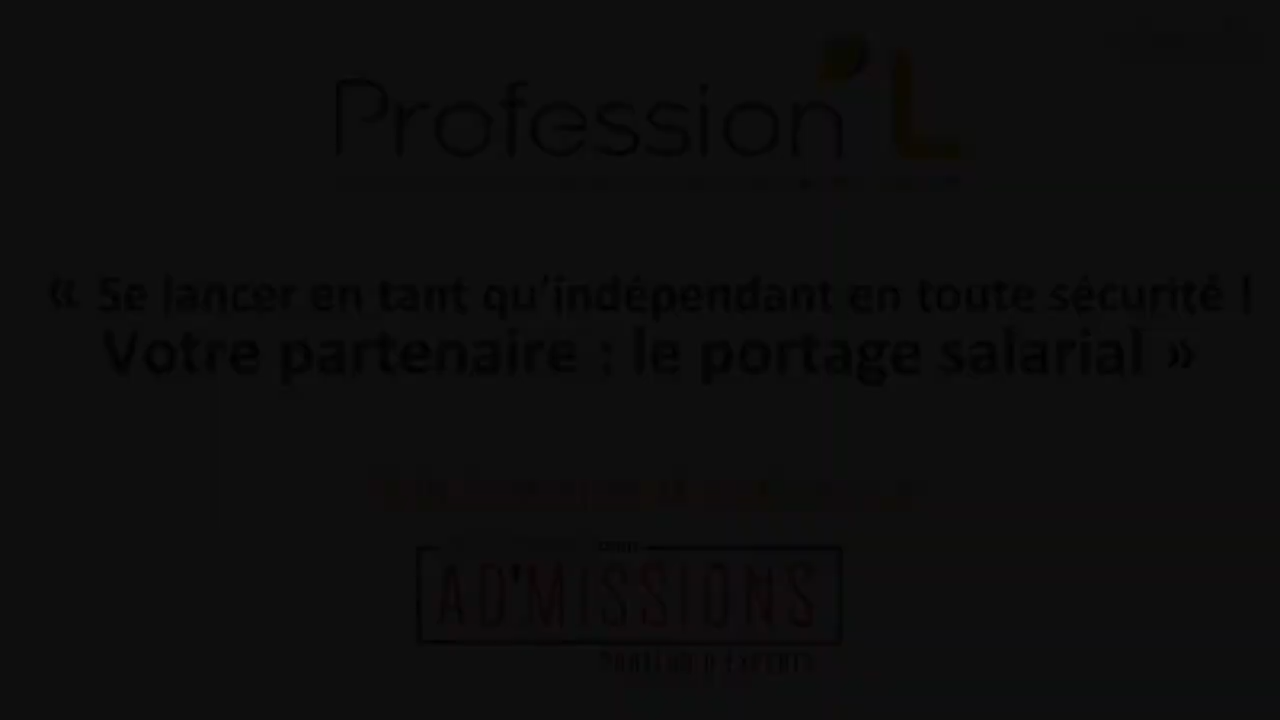 Profession'L
« Se lancer en tant qu'indépendant en toute sécurité !
Votre partenaire : le portage salarial »
AD'MISSIONS